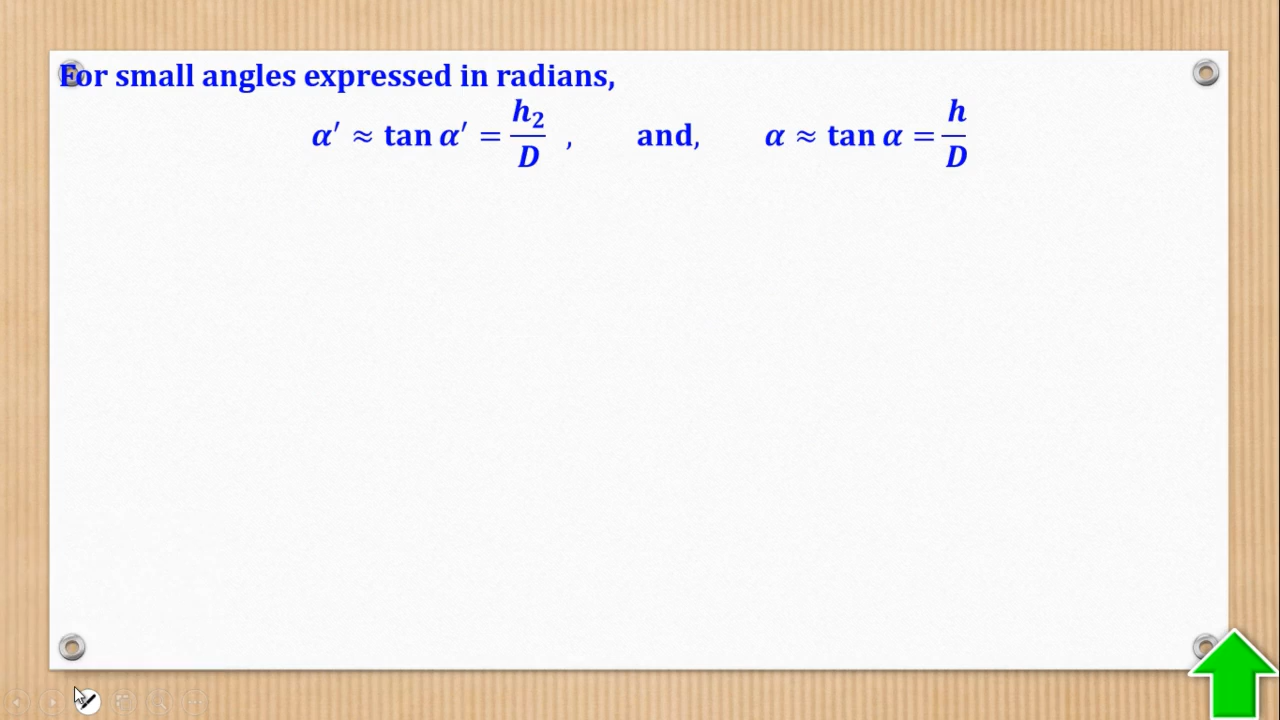 For small angles expressed in radians,
α′ ≈ tan α′ = h₂/D , and, α ≈ tan α = h/D